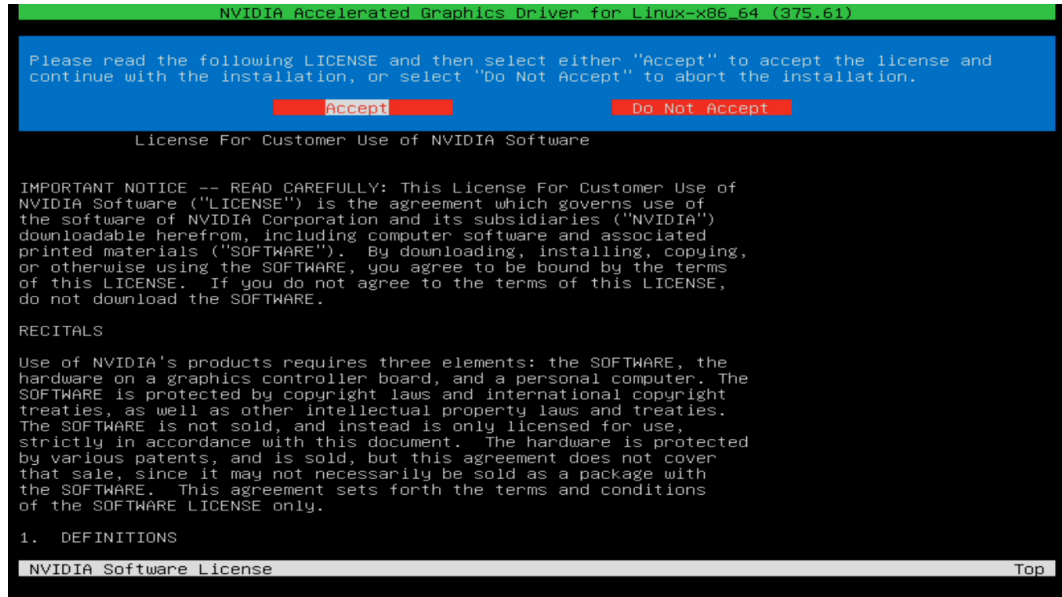 NVIDIA Accelerated Graphics Driver for Linux-x86_64 (375.61)
Please read the following LICENSE and then select either "Accept" to accept the license and
continue with the installation, or select "Do Not Accept" to abort the installation.
Accept Do Not Accept
License For Customer Use of NVIDIA Software
IMPORTANT NOTICE -- READ CAREFULLY: This License For Customer Use of
NVIDIA Software ("LICENSE") is the agreement which governs use of
the software of NVIDIA Corporation and its subsidiaries ("NVIDIA")
downloadable herefrom, including computer software and associated
printed materials ("SOFTWARE").  By downloading, installing, copying,
or otherwise using the SOFTWARE, you agree to be bound by the terms
of this LICENSE.  If you do not agree to the terms of this LICENSE,
do not download the SOFTWARE.
RECITALS
Use of NVIDIA's products requires three elements: the SOFTWARE, the
hardware on a graphics controller board, and a personal computer. The
SOFTWARE is protected by copyright laws and international copyright
treaties, as well as other intellectual property laws and treaties.
The SOFTWARE is not sold, and instead is only licensed for use,
strictly in accordance with this document.  The hardware is protected
by various patents, and is sold, but this agreement does not cover
that sale, since it may not necessarily be sold as a package with
the SOFTWARE.  This agreement sets forth the terms and conditions
of the SOFTWARE LICENSE only.
1.  DEFINITIONS
NVIDIA Software License Top